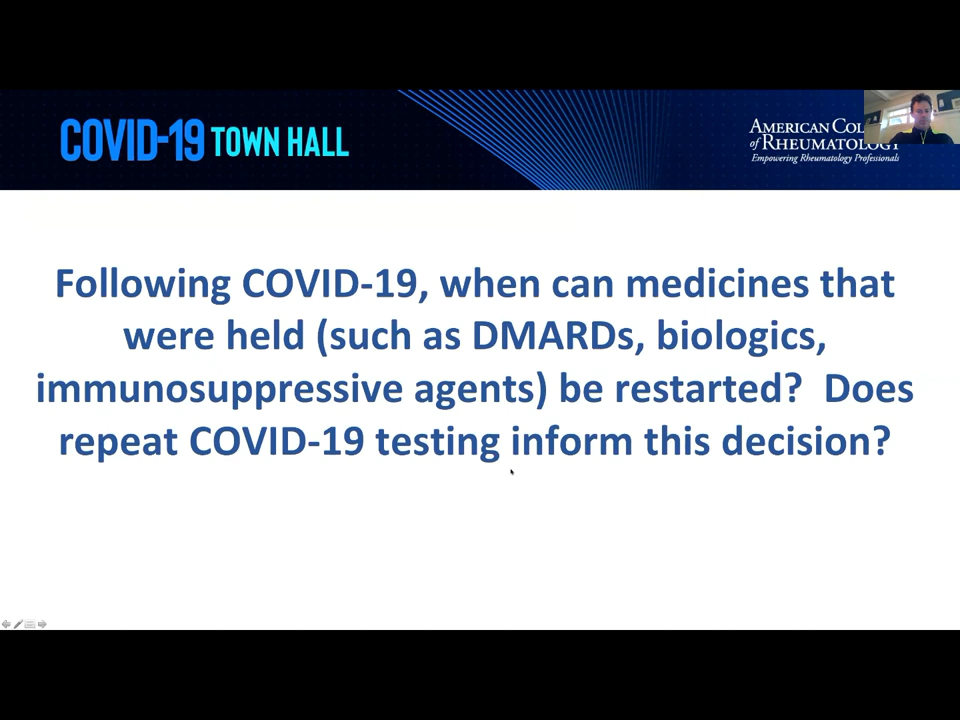 COVID-19 TOWN HALL
AMERICAN COL
of RHEUMATOLOGY
Empowering Rheumatology Professionals
Following COVID-19, when can medicines that
were held (such as DMARDs, biologics,
immunosuppressive agents) be restarted? Does
repeat COVID-19 testing inform this decision?